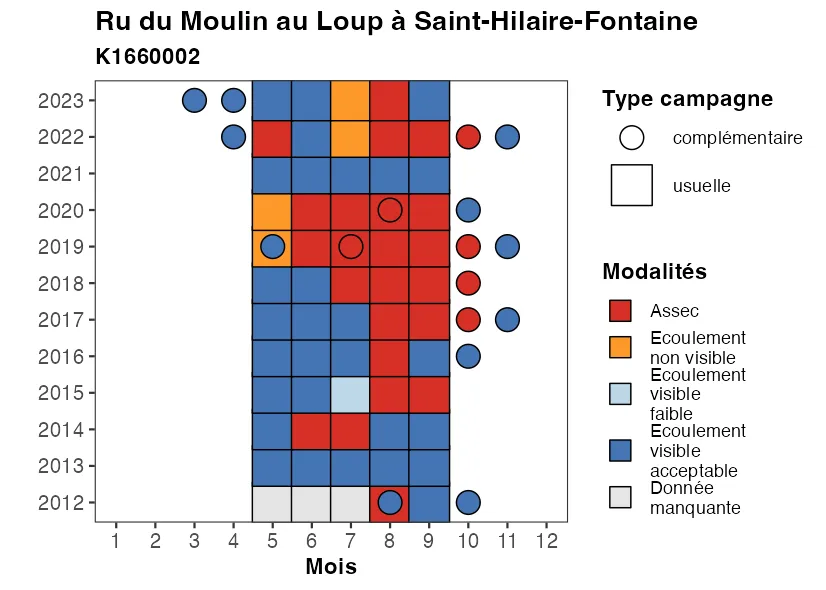 Ru du Moulin au Loup à Saint-Hilaire-Fontaine
K1660002
2023
2022
2021
2020
2019
2018
2017
2016
2015
2014
2013
2012
1 2 3 4 5 6 7 8 9 10 11 12
Mois
Type campagne
complémentaire
usuelle
Modalités
Assec
Ecoulement
non visible
Ecoulement
visible
faible
Ecoulement
visible
acceptable
Donnée
manquante